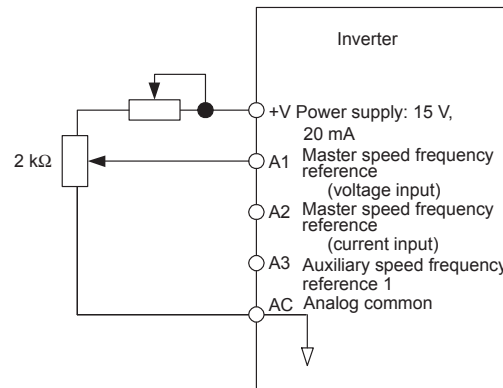 Inverter
+V Power supply: 15 V,
20 mA
2 kΩ
A1 Master speed frequency
reference
(voltage input)
A2 Master speed frequency
reference
(current input)
A3 Auxiliary speed frequency
reference 1
AC Analog common